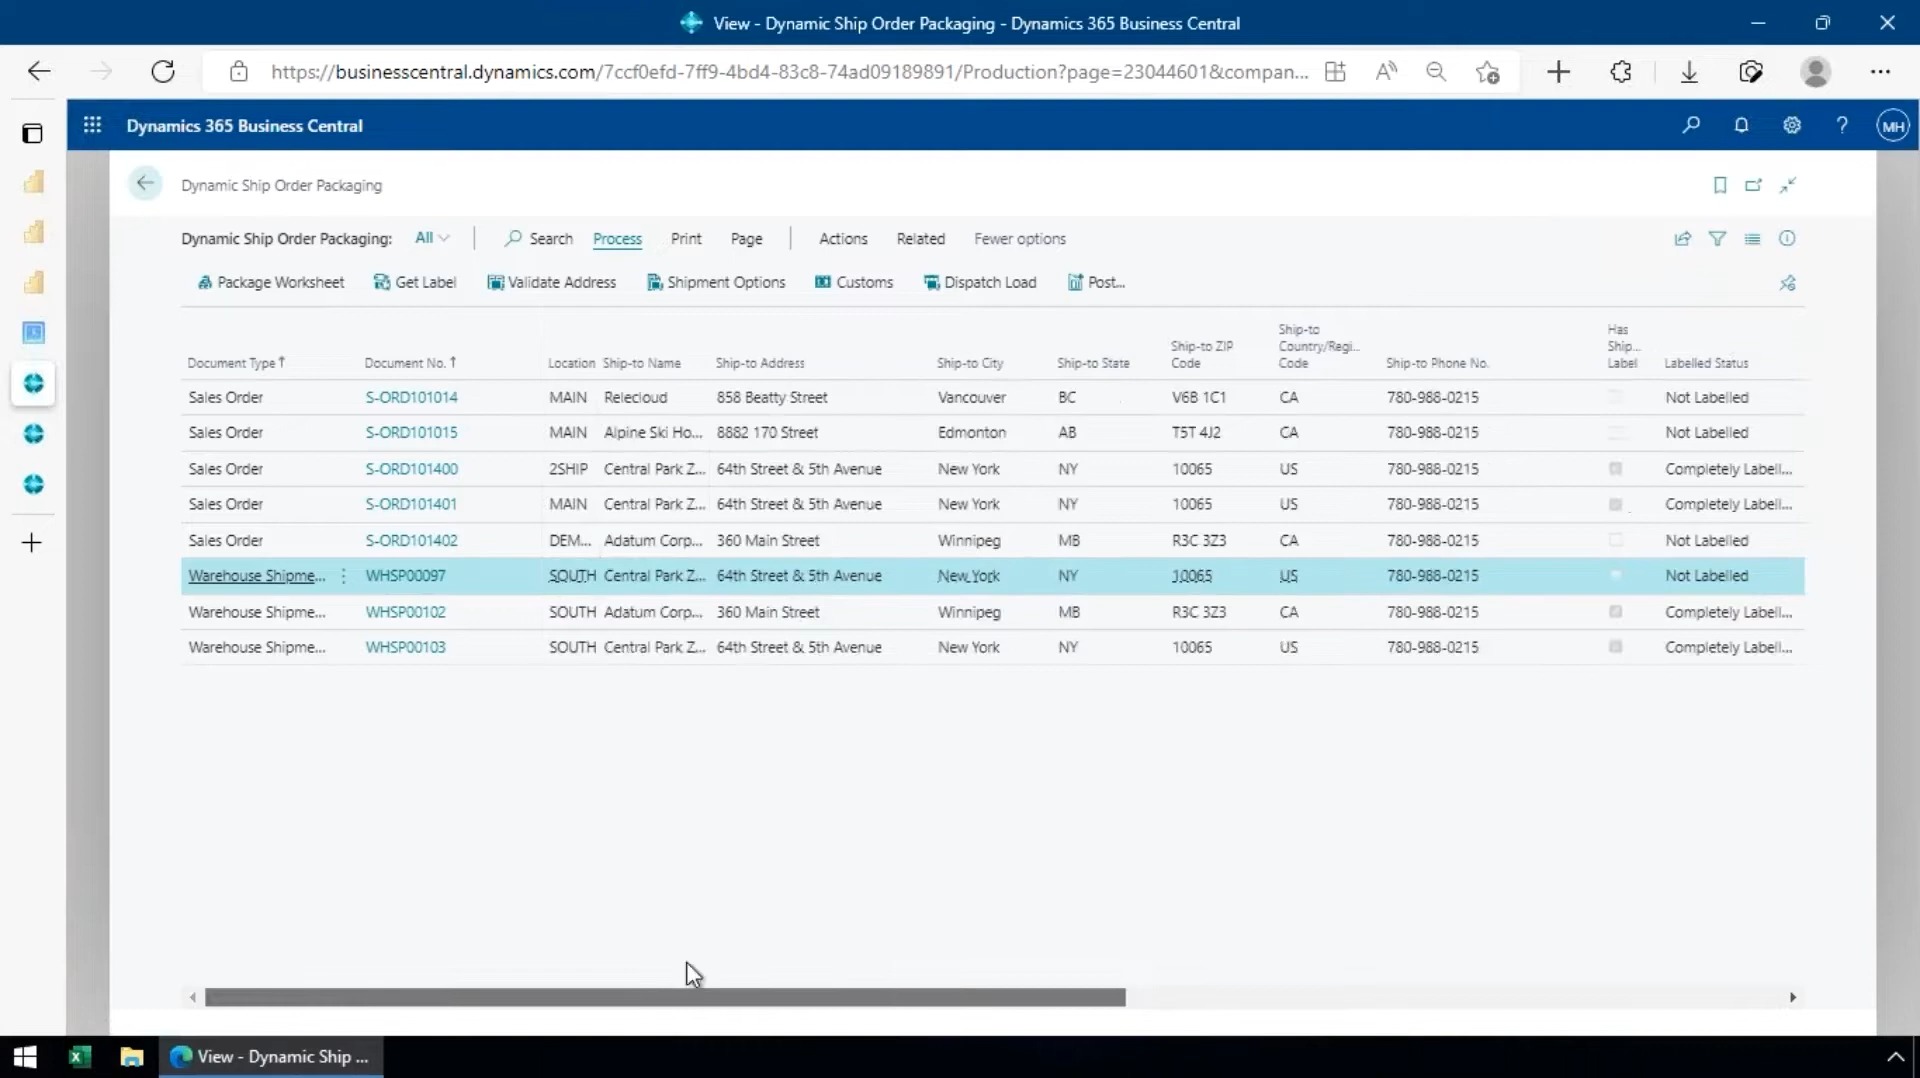 View - Dynamic Ship Order Packaging - Dynamics 365 Business Central
https://businesscentral.dynamics.com/7ccf0efd-7ff9-4bd4-83c8-74ad09189891/Production?page=23044601&compan...
Dynamics 365 Business Central
MH
Dynamic Ship Order Packaging
Dynamic Ship Order Packaging: All Search Process Print Page Actions Related Fewer options
Package Worksheet Get Label Validate Address Shipment Options Customs Dispatch Load Post...
Document Type↑ Document No. ↑ Location Ship-to Name Ship-to Address Ship-to City Ship-to State Ship-to ZIP Code Ship-to Country/Regi... Code Ship-to Phone No. Has Ship... Label Labelled Status
Sales Order S-ORD101014 MAIN Relecloud 858 Beatty Street Vancouver BC V6B 1C1 CA 780-988-0215 Not Labelled
Sales Order S-ORD101015 MAIN Alpine Ski Ho... 8882 170 Street Edmonton AB T5T 4J2 CA 780-988-0215 Not Labelled
Sales Order S-ORD101400 2SHIP Central Park Z... 64th Street & 5th Avenue New York NY 10065 US 780-988-0215 Completely Labell...
Sales Order S-ORD101401 MAIN Central Park Z... 64th Street & 5th Avenue New York NY 10065 US 780-988-0215 Completely Labell...
Sales Order S-ORD101402 DEM... Adatum Corp... 360 Main Street Winnipeg MB R3C 3Z3 CA 780-988-0215 Not Labelled
Warehouse Shipme... WHSP00097 SOUTH Central Park Z... 64th Street & 5th Avenue New York NY 10065 US 780-988-0215 Not Labelled
Warehouse Shipme... WHSP00102 SOUTH Adatum Corp... 360 Main Street Winnipeg MB R3C 3Z3 CA 780-988-0215 Completely Labell...
Warehouse Shipme... WHSP00103 SOUTH Central Park Z... 64th Street & 5th Avenue New York NY 10065 US 780-988-0215 Completely Labell...
View - Dynamic Ship ...